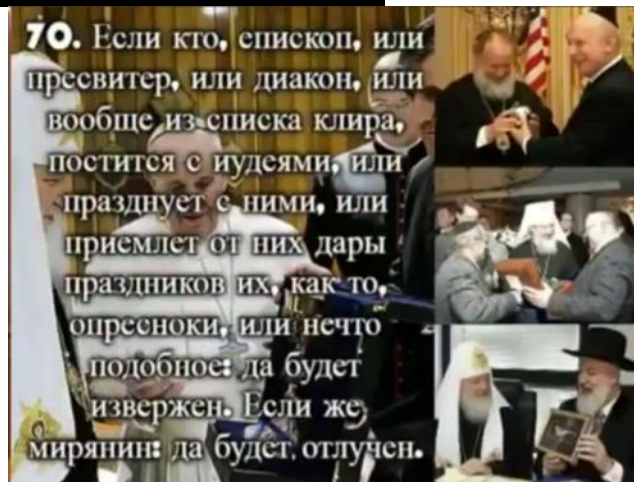 70. Если кто, епископ, или
пресвитер, или диакон, или
вообще из списка клира,
постится с иудеями, или
празднует с ними, или
приемлет от них дары
праздников их, как то,
опресноки, или нечто
подобное: да будет
извержен. Если же
мирянин: да будет отлучен.